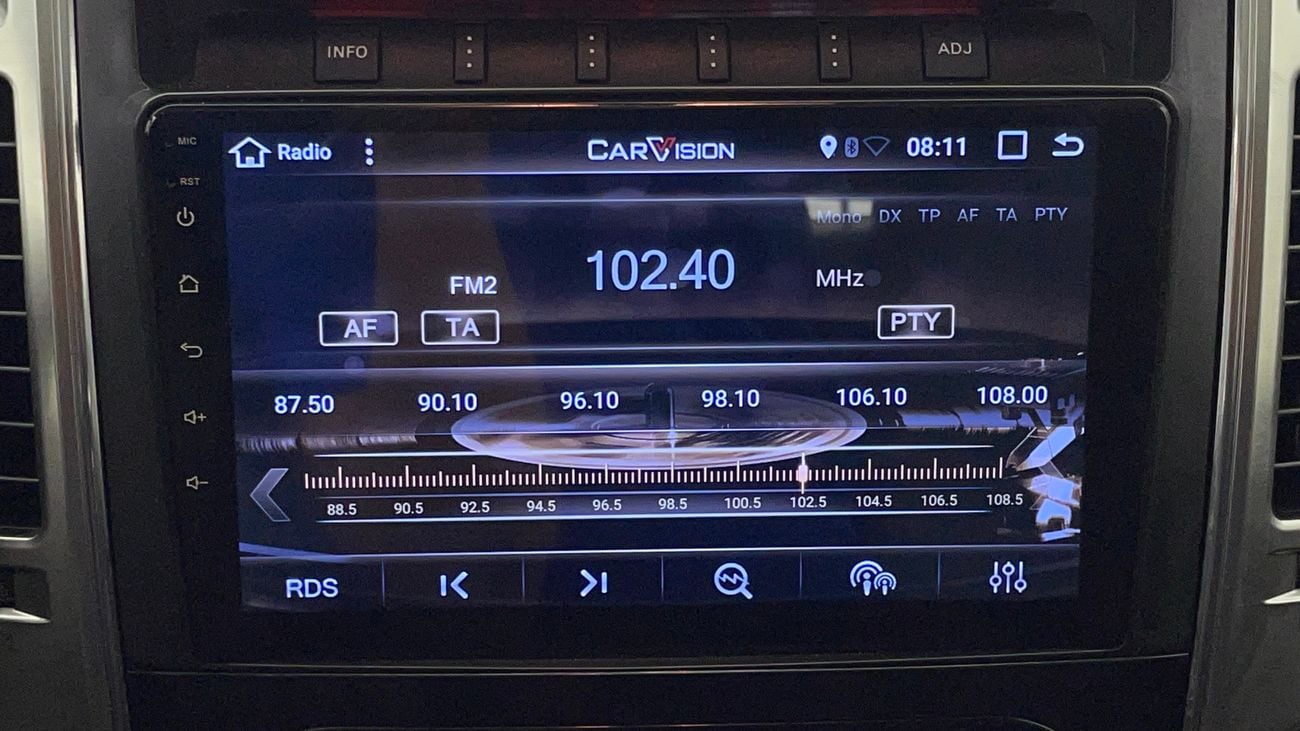 INFO ADJ
MIC
Radio CARVISION 08:11
RST
Mono DX TP AF TA PTY
FM2 102.40 MHz
AF TA PTY
87.50 90.10 96.10 98.10 106.10 108.00
88.5 90.5 92.5 94.5 96.5 98.5 100.5 102.5 104.5 106.5 108.5
RDS